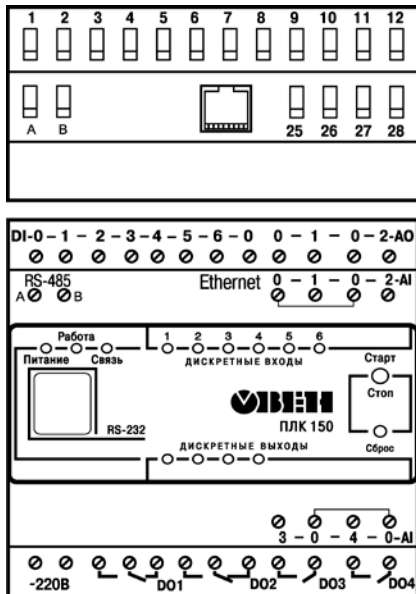 1 2 3 4 5 6 7 8 9 10 11 12
A B 25 26 27 28
DI-0-1-2-3-4-5-6-0 0-1-0-2-AO
RS-485 Ethernet 0-1-0-2-AI
A B
Работа 1 2 3 4 5 6
Питание Связь ДИСКРЕТНЫЕ ВХОДЫ Старт
Стоп
ОВЕН
RS-232 ПЛК 150
ДИСКРЕТНЫЕ ВЫХОДЫ Сброс
3-0-4-0-AI
-220В DO1 DO2 DO3 DO4